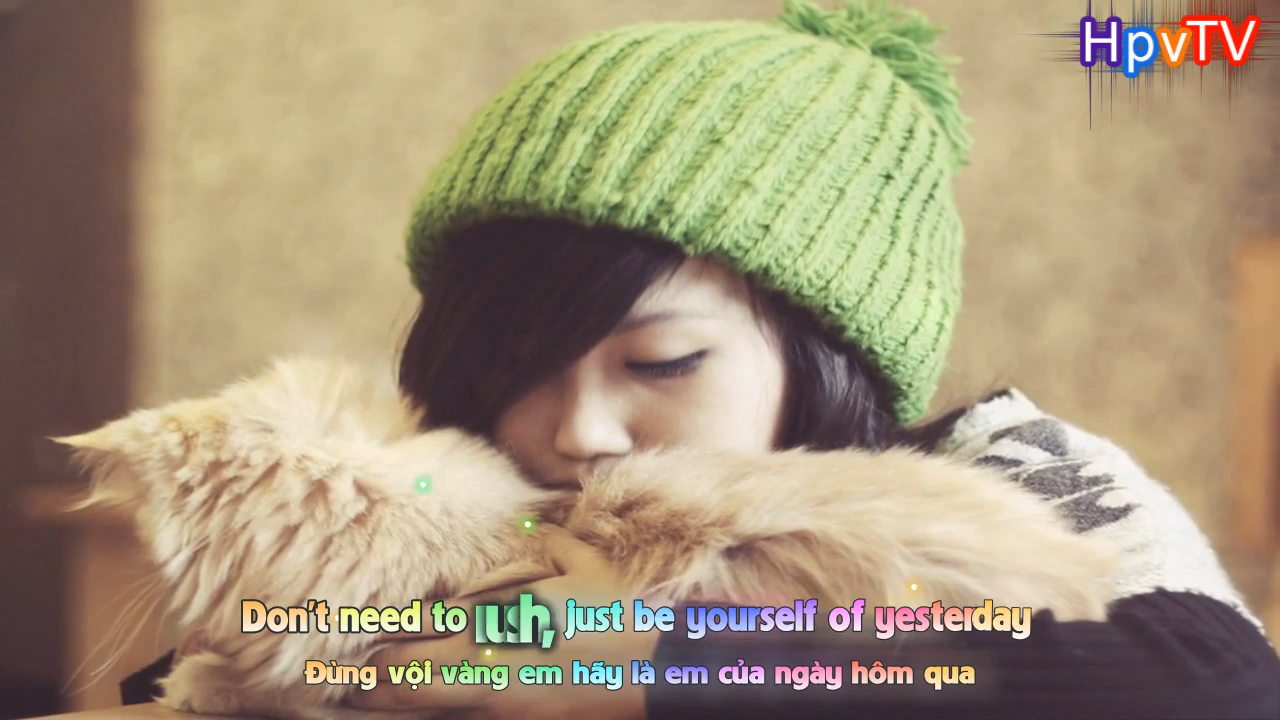 HpvTV
Don't need to rush, just be yourself of yesterday
Đừng vội vàng em hãy là em của ngày hôm qua